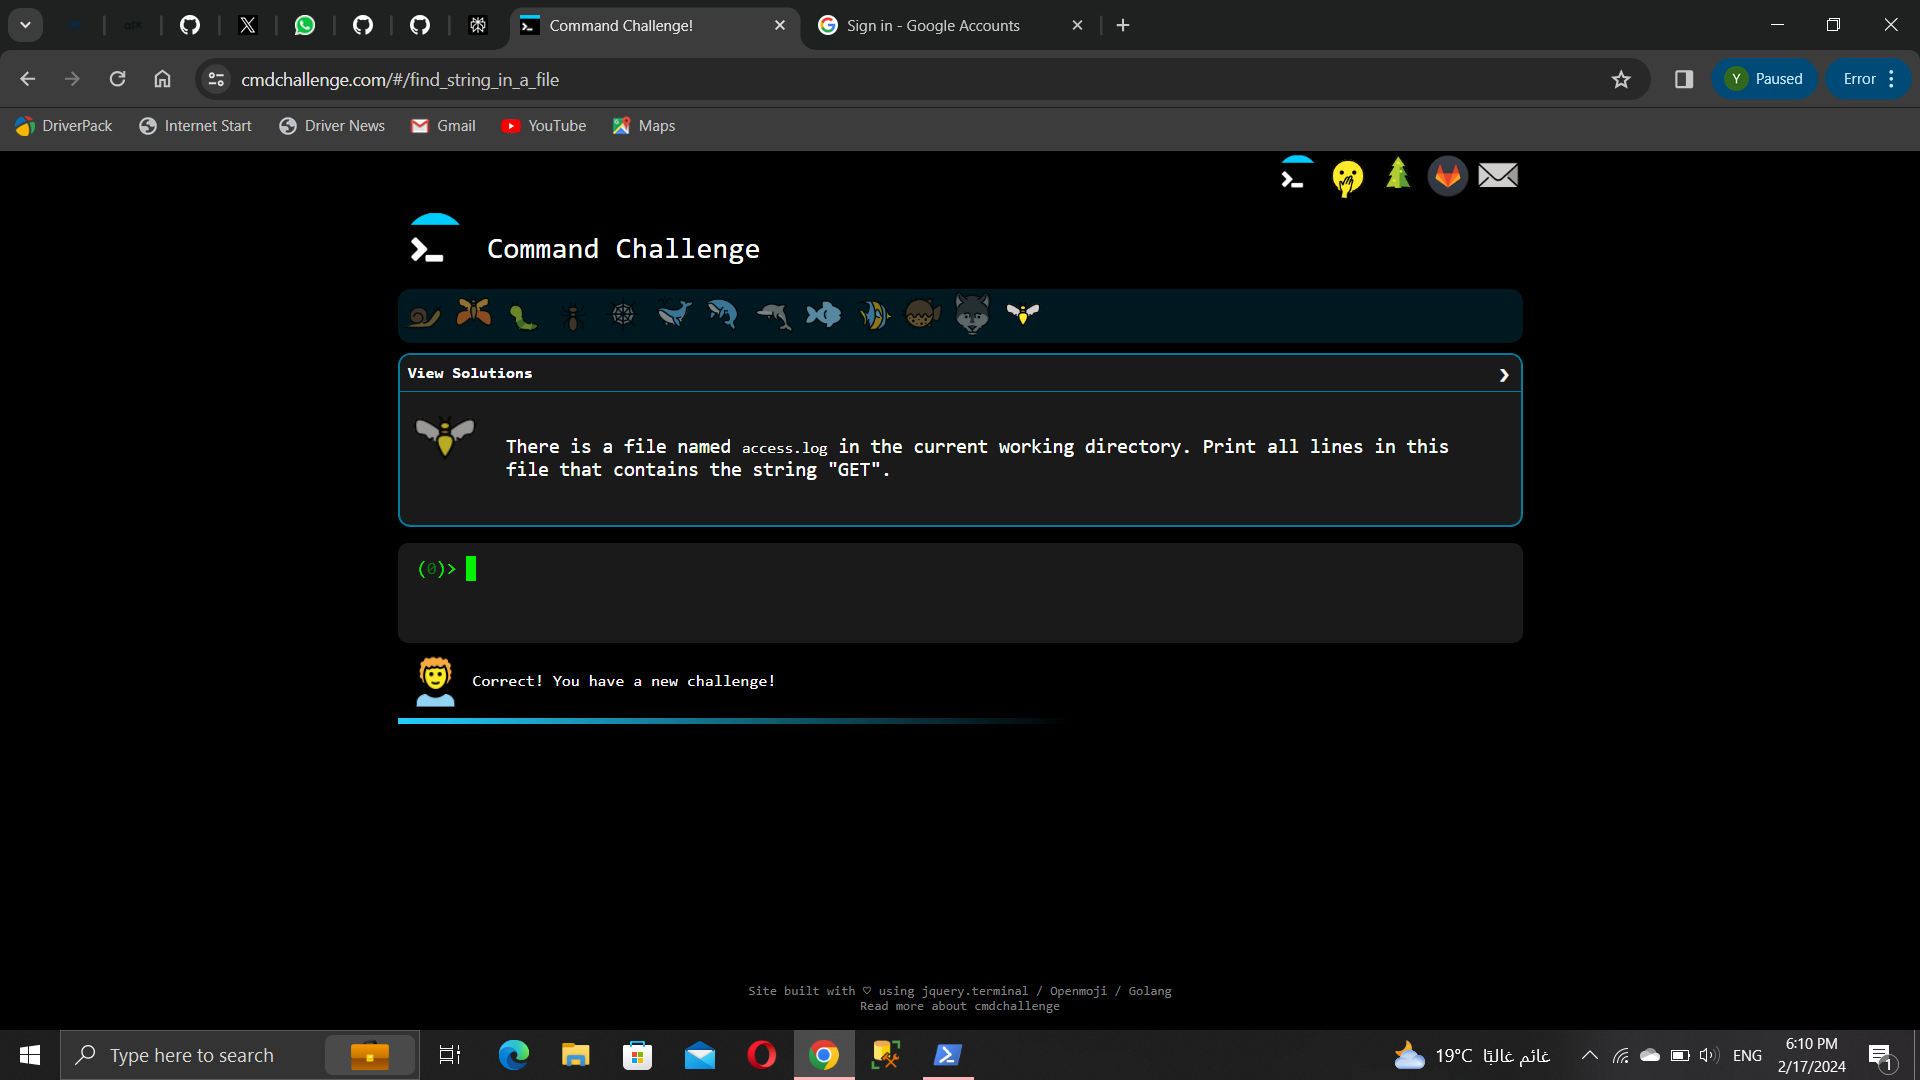 Command Challenge!
Sign in - Google Accounts
cmdchallenge.com/#/find_string_in_a_file
Y Paused
Error
DriverPack
Internet Start
Driver News
Gmail
YouTube
Maps
Command Challenge
View Solutions
There is a file named access.log in the current working directory. Print all lines in this
file that contains the string "GET".
(0)>
Correct! You have a new challenge!
Site built with ♡ using jquery.terminal / Openmoji / Golang
Read more about cmdchallenge
Type here to search
19°C غائم غالبًا
ENG
6:10 PM
2/17/2024
1